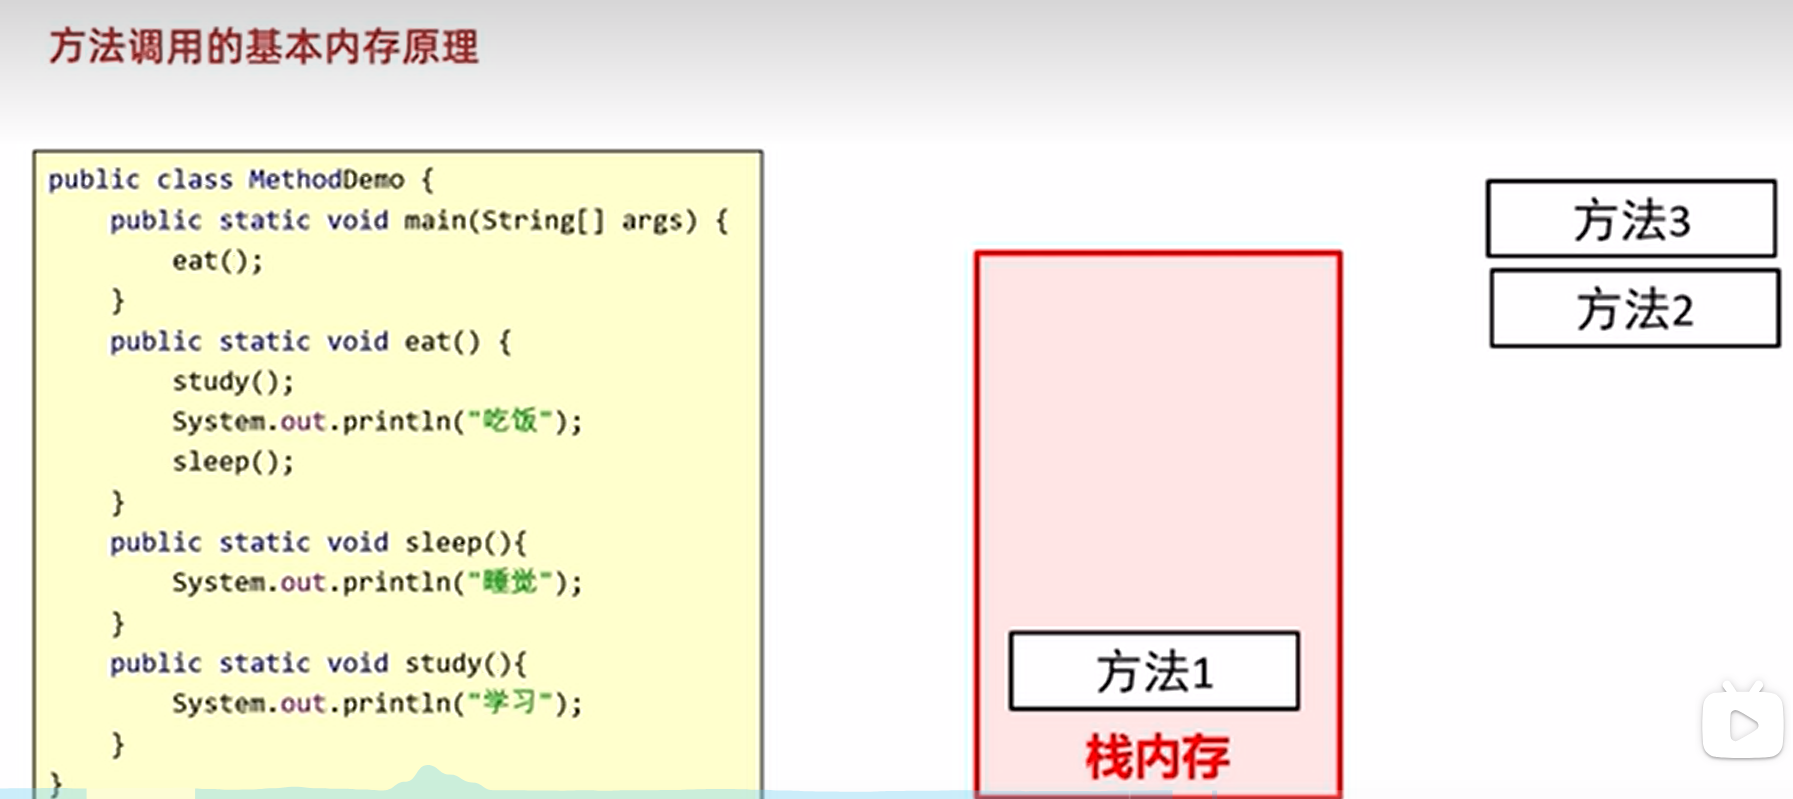 方法调用的基本内存原理
public class MethodDemo {
public static void main(String[] args) {
eat();
}
public static void eat() {
study();
System.out.println("吃饭");
sleep();
}
public static void sleep(){
System.out.println("睡觉");
}
public static void study(){
System.out.println("学习");
}
}
方法3
方法2
方法1
栈内存